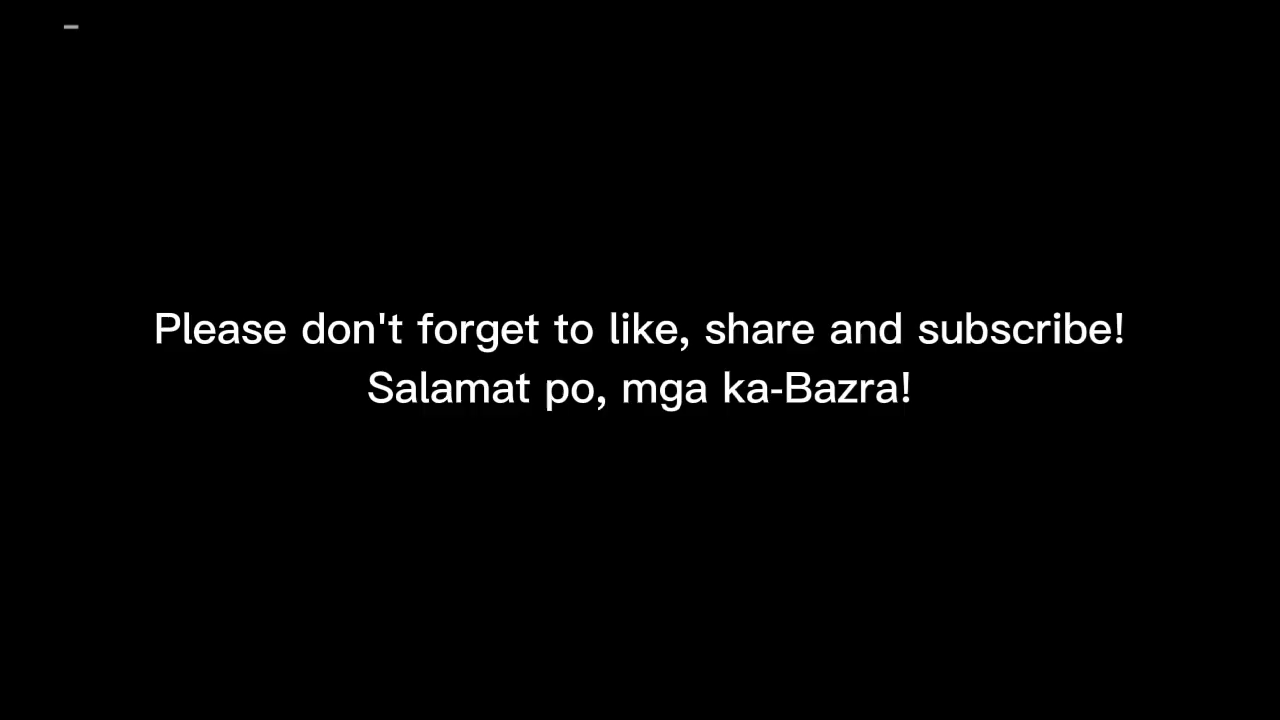 Please don't forget to like, share and subscribe!
Salamat po, mga ka-Bazra!